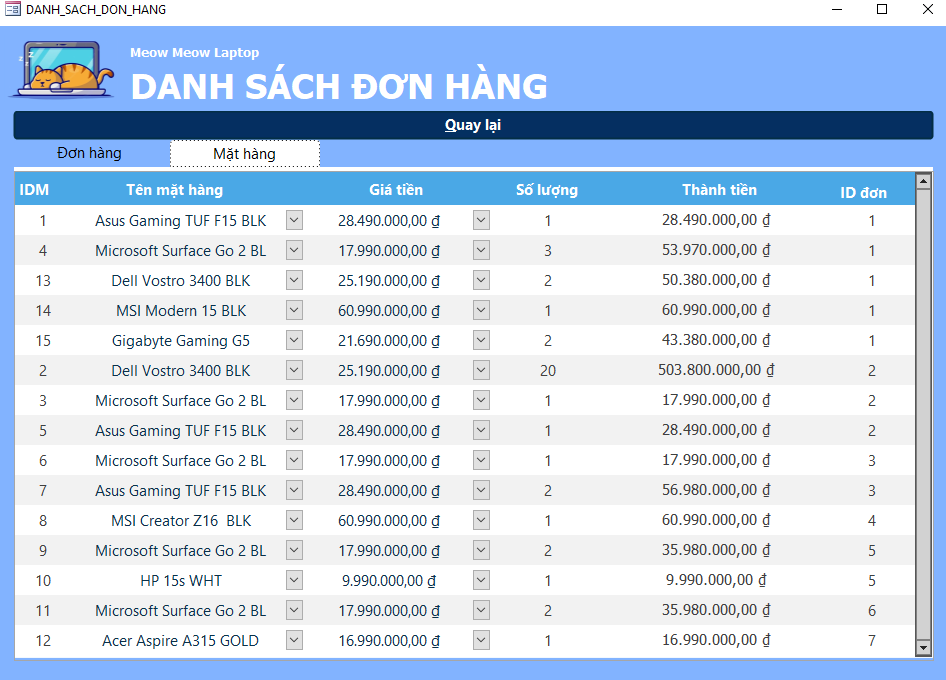 DANH_SACH_DON_HANG
Meow Meow Laptop
DANH SÁCH ĐƠN HÀNG
Quay lại
Đơn hàng Mặt hàng
IDM Tên mặt hàng Giá tiền Số lượng Thành tiền ID đơn
1 Asus Gaming TUF F15 BLK 28.490.000,00 ₫ 1 28.490.000,00 ₫ 1
4 Microsoft Surface Go 2 BL 17.990.000,00 ₫ 3 53.970.000,00 ₫ 1
13 Dell Vostro 3400 BLK 25.190.000,00 ₫ 2 50.380.000,00 ₫ 1
14 MSI Modern 15 BLK 60.990.000,00 ₫ 1 60.990.000,00 ₫ 1
15 Gigabyte Gaming G5 21.690.000,00 ₫ 2 43.380.000,00 ₫ 1
2 Dell Vostro 3400 BLK 25.190.000,00 ₫ 20 503.800.000,00 ₫ 2
3 Microsoft Surface Go 2 BL 17.990.000,00 ₫ 1 17.990.000,00 ₫ 2
5 Asus Gaming TUF F15 BLK 28.490.000,00 ₫ 1 28.490.000,00 ₫ 2
6 Microsoft Surface Go 2 BL 17.990.000,00 ₫ 1 17.990.000,00 ₫ 3
7 Asus Gaming TUF F15 BLK 28.490.000,00 ₫ 2 56.980.000,00 ₫ 3
8 MSI Creator Z16 BLK 60.990.000,00 ₫ 1 60.990.000,00 ₫ 4
9 Microsoft Surface Go 2 BL 17.990.000,00 ₫ 2 35.980.000,00 ₫ 5
10 HP 15s WHT 9.990.000,00 ₫ 1 9.990.000,00 ₫ 5
11 Microsoft Surface Go 2 BL 17.990.000,00 ₫ 2 35.980.000,00 ₫ 6
12 Acer Aspire A315 GOLD 16.990.000,00 ₫ 1 16.990.000,00 ₫ 7